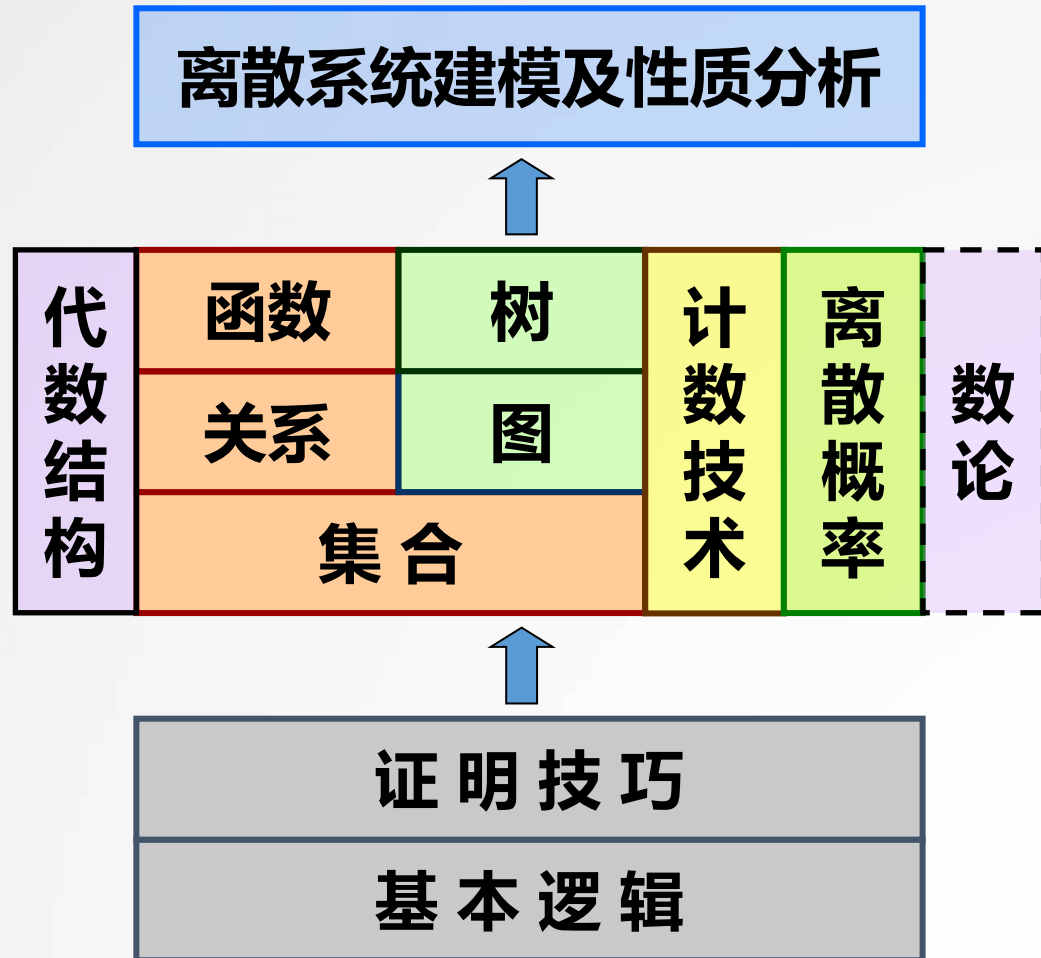 离散系统建模及性质分析
代数结构
函数
树
关系
图
集 合
计数技术
离散概率
数论
证 明 技 巧
基 本 逻 辑